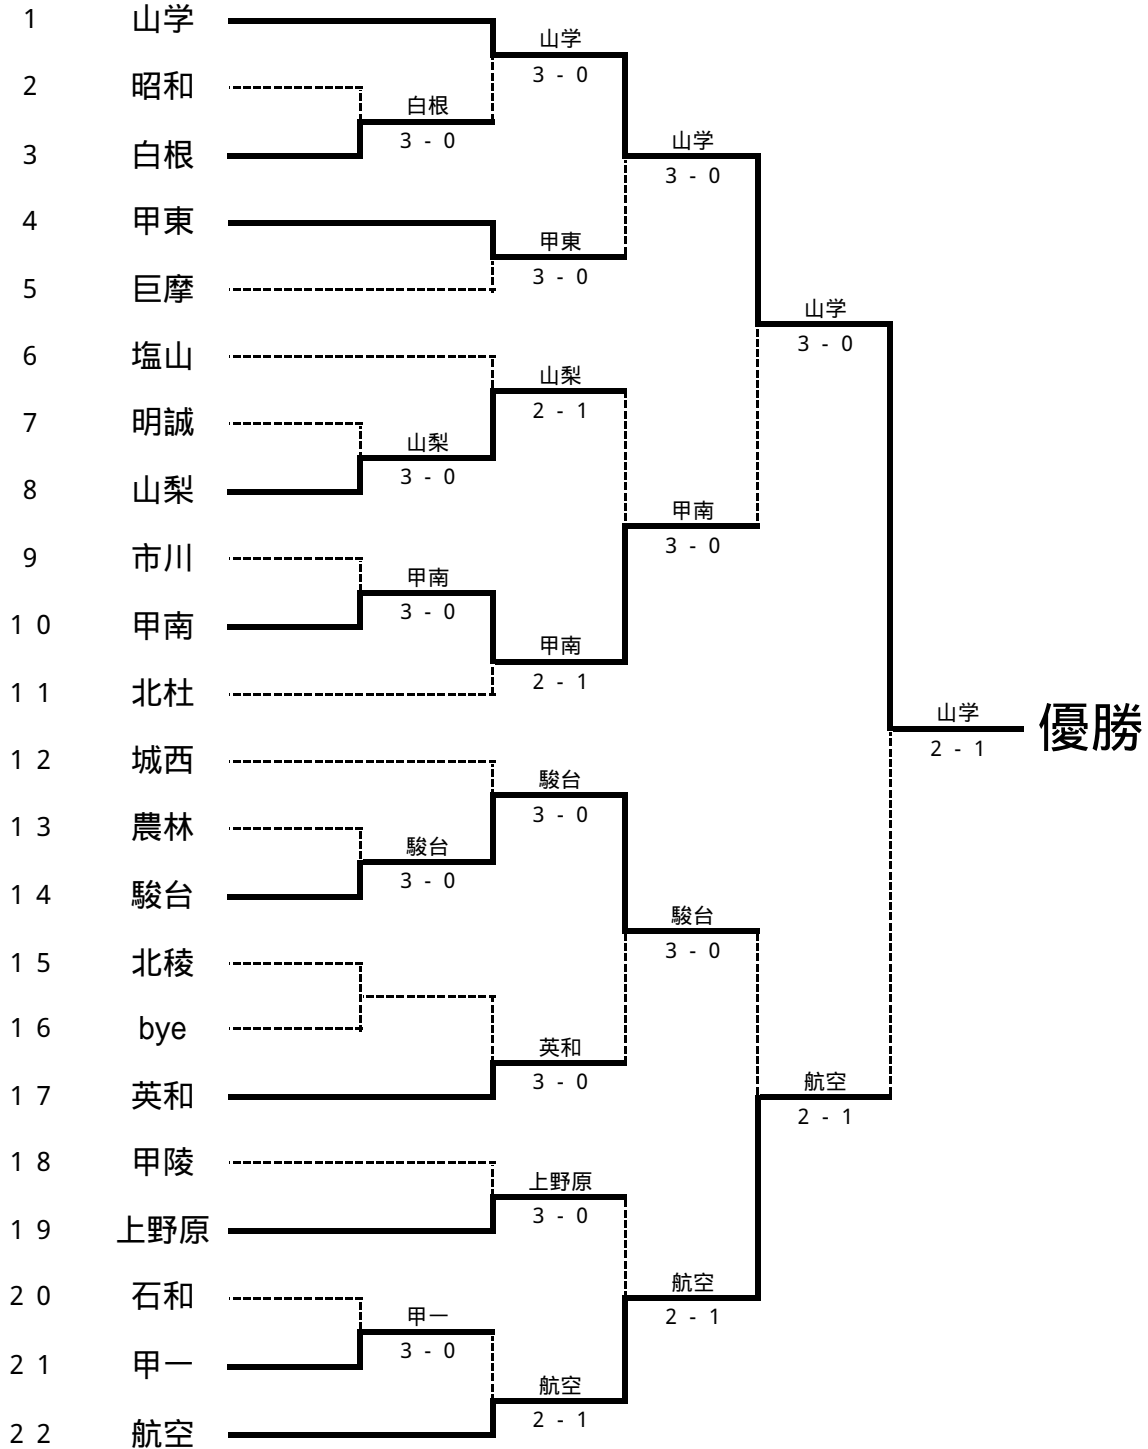 1 山学
山学
3 - 0
2 昭和
白根
3 - 0
3 白根
山学
3 - 0
4 甲東
甲東
3 - 0
5 巨摩
山学
3 - 0
6 塩山
山梨
2 - 1
7 明誠
山梨
3 - 0
8 山梨
甲南
3 - 0
9 市川
甲南
3 - 0
10 甲南
甲南
2 - 1
11 北杜
山学
2 - 1
優勝
12 城西
駿台
3 - 0
13 農林
駿台
3 - 0
14 駿台
駿台
3 - 0
15 北稜
16 bye
英和
3 - 0
17 英和
航空
2 - 1
18 甲陵
上野原
3 - 0
19 上野原
航空
2 - 1
20 石和
甲一
3 - 0
21 甲一
航空
2 - 1
22 航空